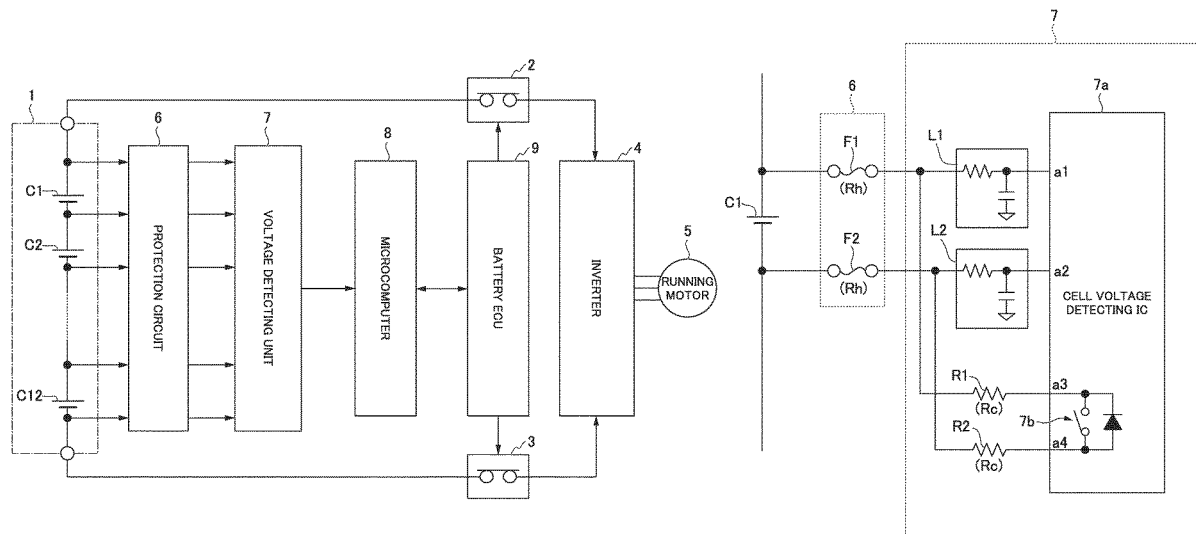 1
6
7
8
2
9
4
5
3
C1
C2
C12
PROTECTION CIRCUIT
VOLTAGE DETECTING UNIT
MICROCOMPUTER
BATTERY ECU
INVERTER
RUNNING
MOTOR
7
6
7a
F1
(Rh)
L1
a1
C1
F2
(Rh)
L2
a2
CELL VOLTAGE
DETECTING IC
R1
(Rc)
a3
7b
R2
(Rc)
a4